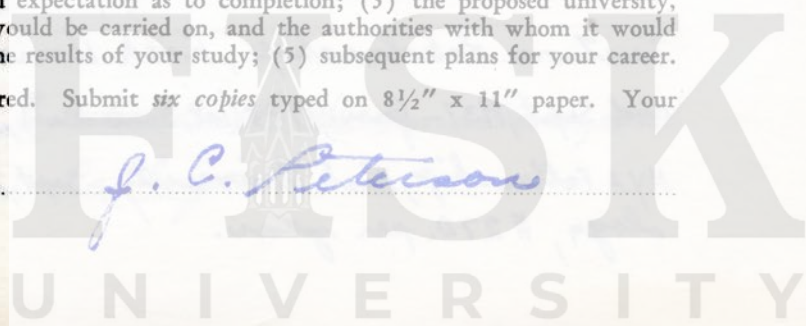 expectation as to completion; (3) the proposed university,
would be carried on, and the authorities with whom it would
results of your study; (5) subsequent plans for your career.
red. Submit six copies typed on 8½" x 11" paper. Your
J. C. Peterson
FISK
UNIVERSITY